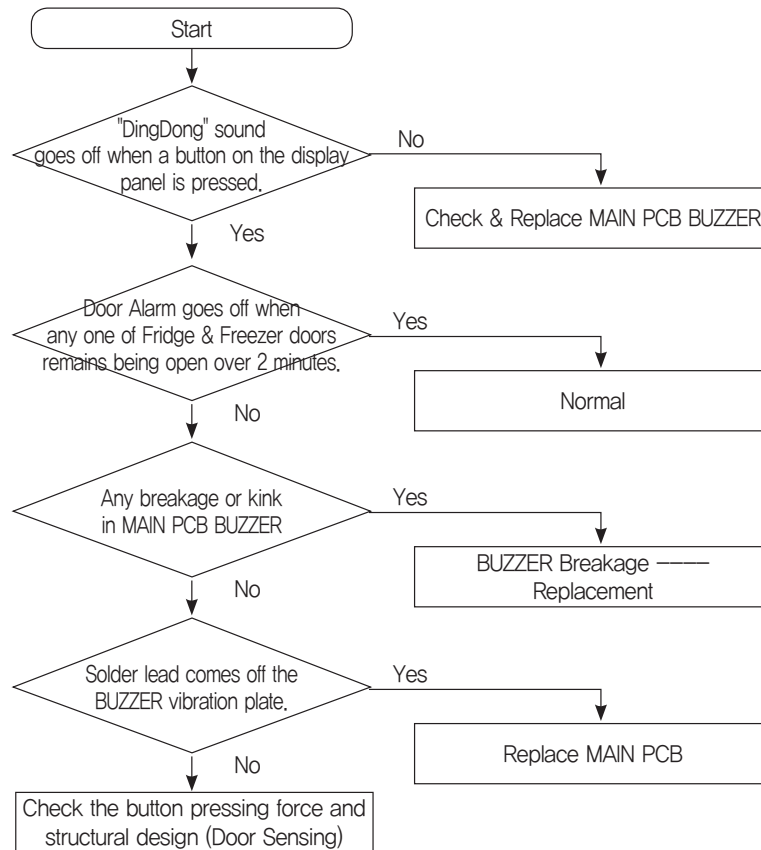 Start
"DingDong" sound
goes off when a button on the display
panel is pressed.
No
Check & Replace MAIN PCB BUZZER
Yes
Door Alarm goes off when
any one of Fridge & Freezer doors
remains being open over 2 minutes.
Yes
Normal
No
Any breakage or kink
in MAIN PCB BUZZER
Yes
BUZZER Breakage ----
Replacement
No
Solder lead comes off the
BUZZER vibration plate.
Yes
Replace MAIN PCB
No
Check the button pressing force and
structural design (Door Sensing)